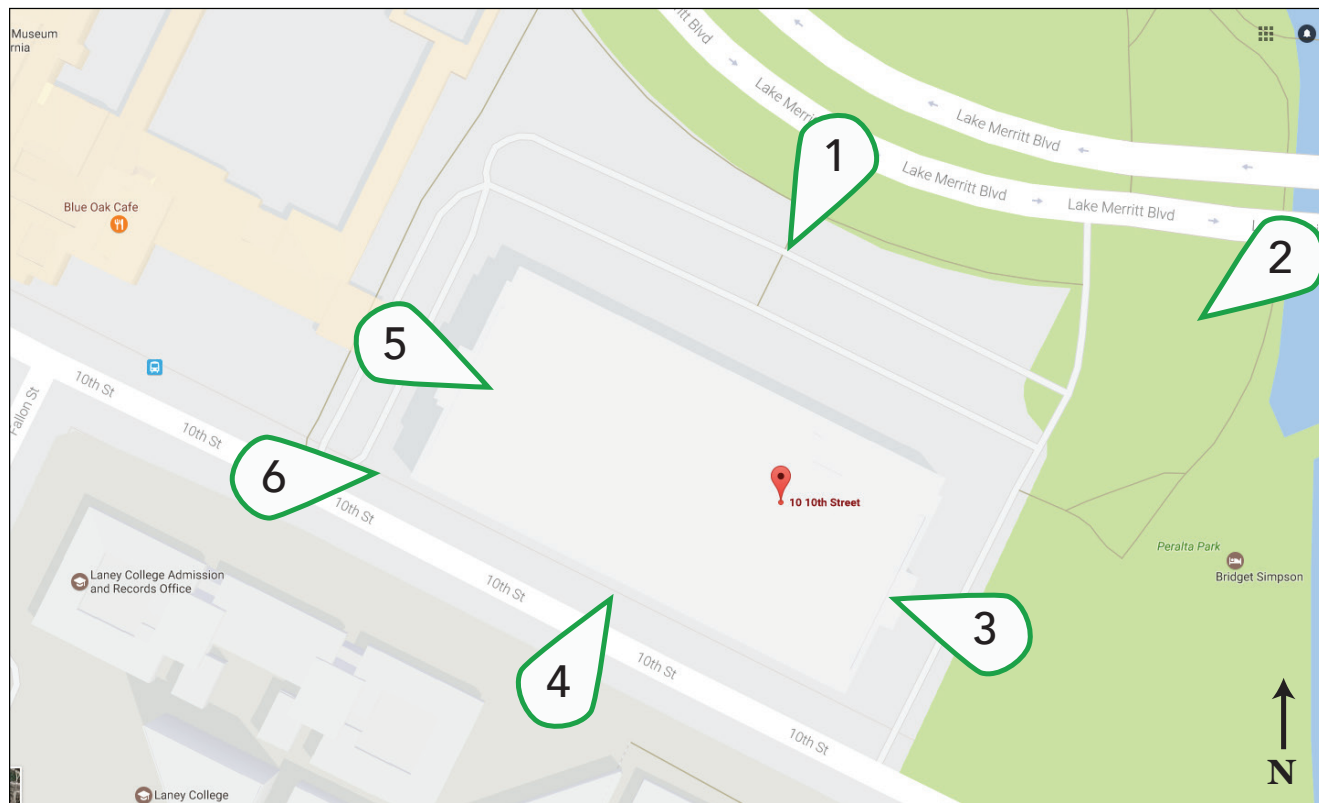 Museum
rnia
ritt Blvd
Lake Merritt Blvd
Lake Merritt Blvd
Lake Merritt Blvd
Lake Merritt Blvd
1
2
Blue Oak Cafe
5
10th St
Fallon St
10th St
6
10th St
10 10th Street
Peralta Park
Bridget Simpson
Laney College Admission
and Records Office
10th St
3
10th St
4
10th St
N
Laney College